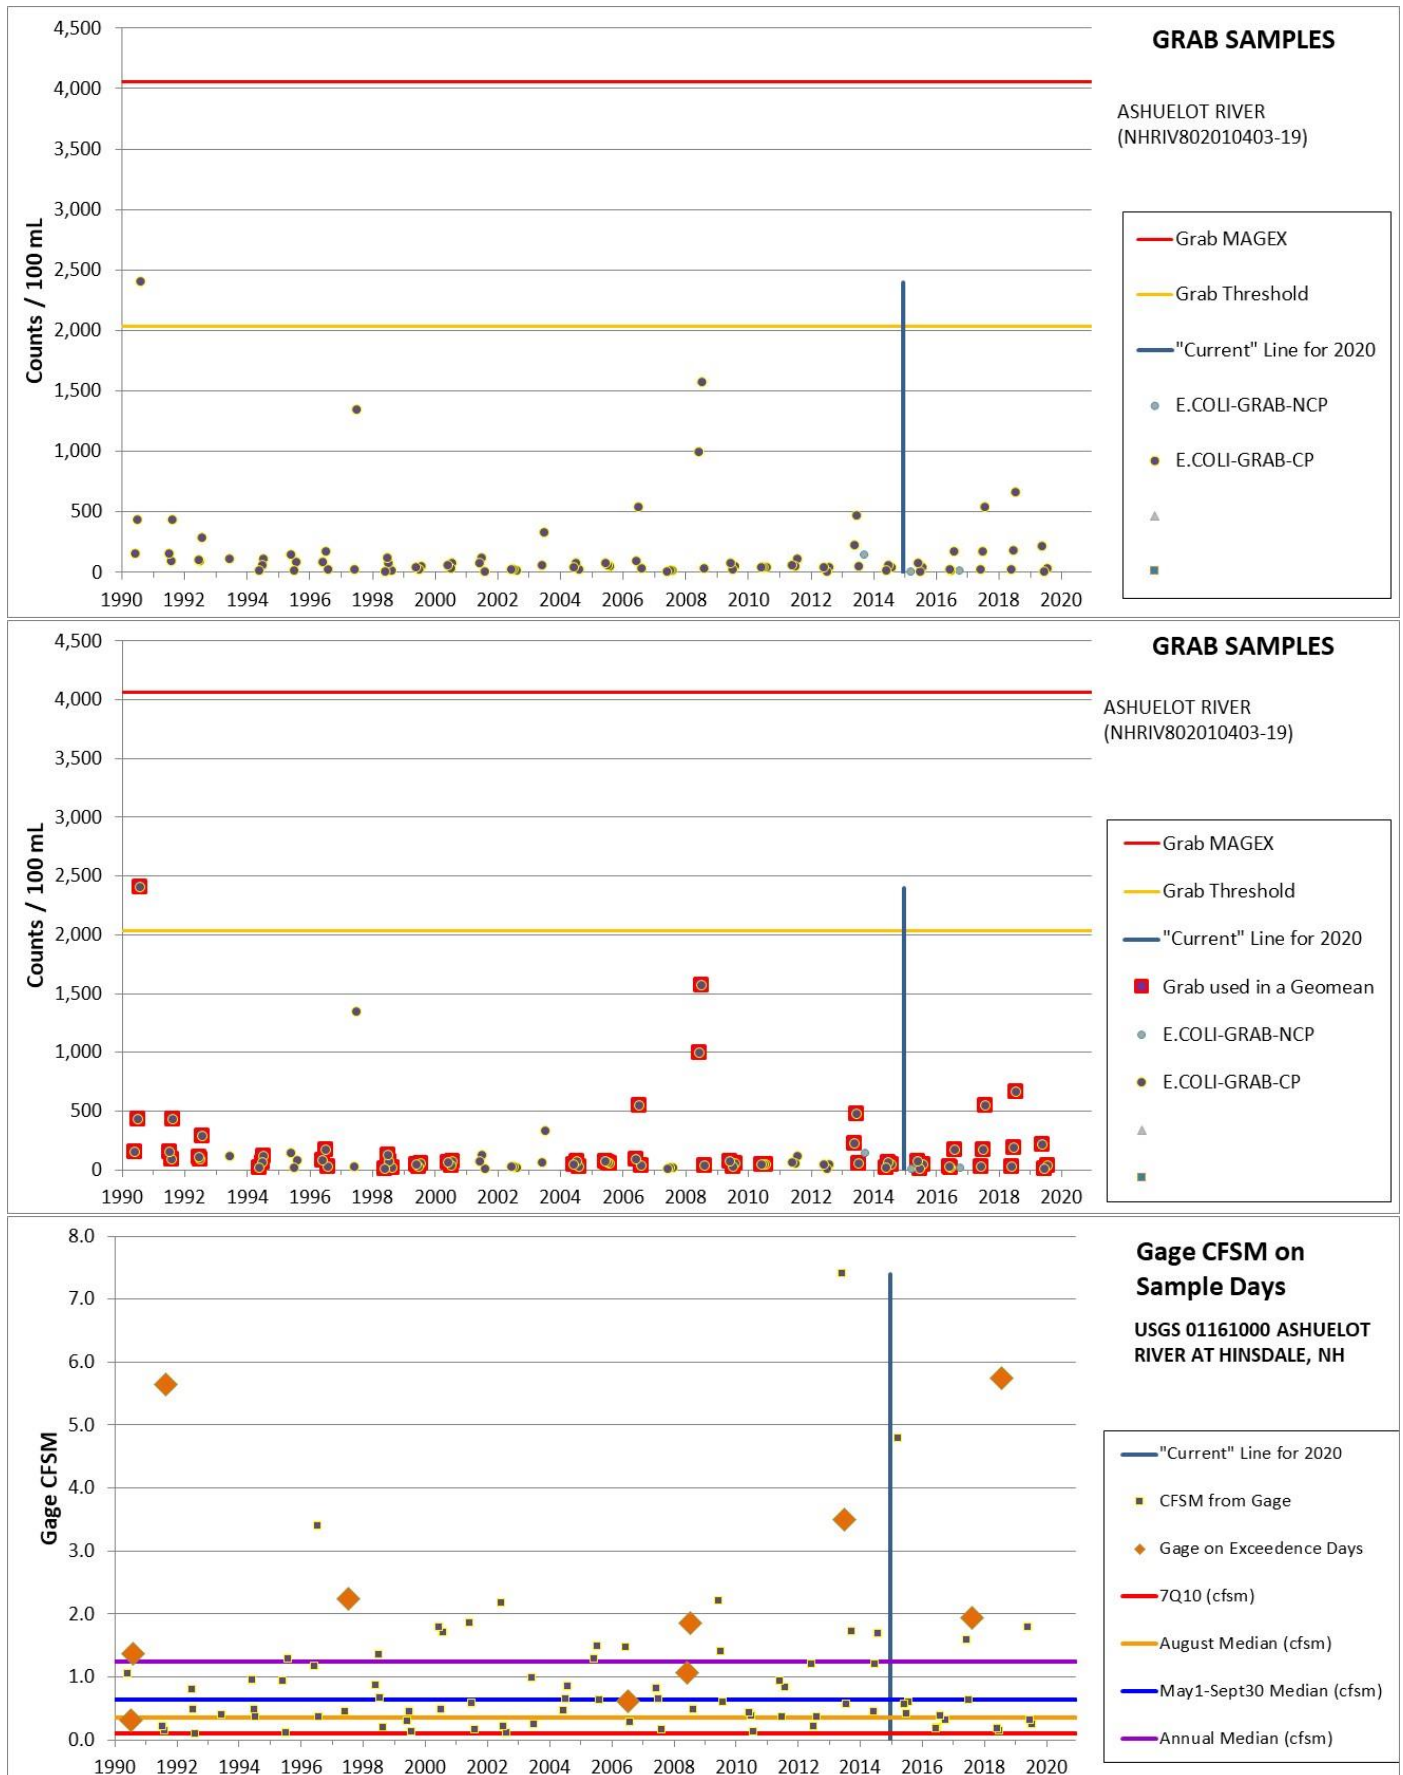 GRAB SAMPLES
ASHUELOT RIVER
(NHRIV802010403-19)
Counts / 100 mL
4,500
4,000
3,500
3,000
2,500
2,000
1,500
1,000
500
0
1990 1992 1994 1996 1998 2000 2002 2004 2006 2008 2010 2012 2014 2016 2018 2020
Grab MAGEX
Grab Threshold
"Current" Line for 2020
E.COLI-GRAB-NCP
E.COLI-GRAB-CP
GRAB SAMPLES
ASHUELOT RIVER
(NHRIV802010403-19)
Counts / 100 mL
4,500
4,000
3,500
3,000
2,500
2,000
1,500
1,000
500
0
1990 1992 1994 1996 1998 2000 2002 2004 2006 2008 2010 2012 2014 2016 2018 2020
Grab MAGEX
Grab Threshold
"Current" Line for 2020
Grab used in a Geomean
E.COLI-GRAB-NCP
E.COLI-GRAB-CP
Gage CFSM on
Sample Days
USGS 01161000 ASHUELOT
RIVER AT HINSDALE, NH
Gage CFSM
8.0
7.0
6.0
5.0
4.0
3.0
2.0
1.0
0.0
1990 1992 1994 1996 1998 2000 2002 2004 2006 2008 2010 2012 2014 2016 2018 2020
"Current" Line for 2020
CFSM from Gage
Gage on Exceedence Days
7Q10 (cfsm)
August Median (cfsm)
May1-Sept30 Median (cfsm)
Annual Median (cfsm)